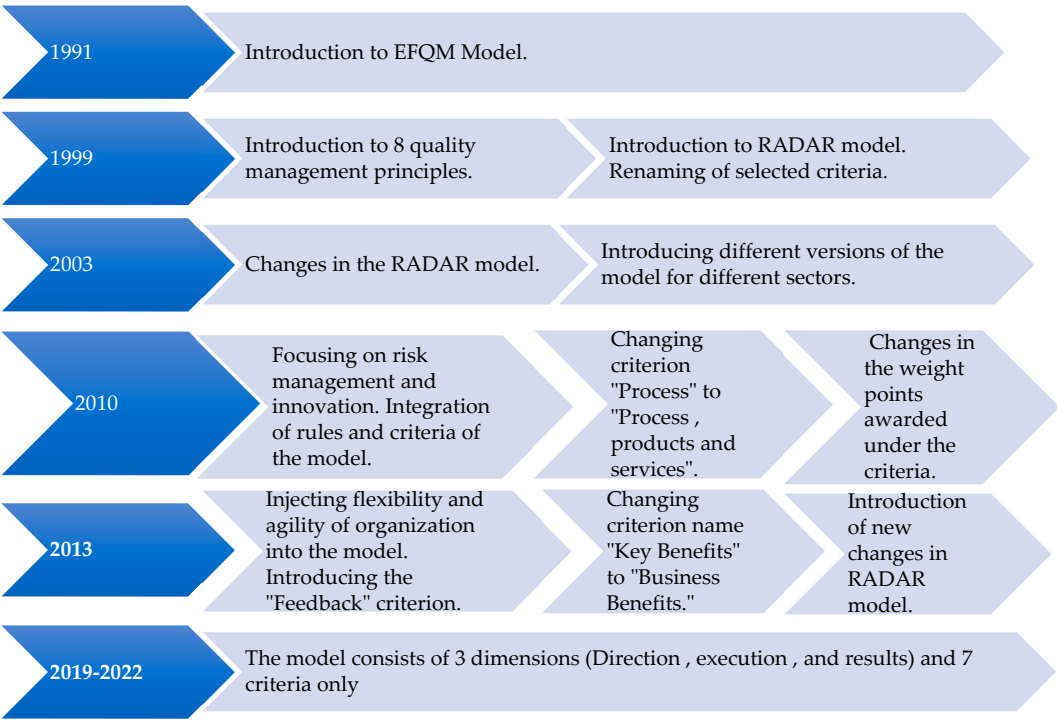 1991
Introduction to EFQM Model.
1999
Introduction to 8 quality
management principles.
Introduction to RADAR model.
Renaming of selected criteria.
2003
Changes in the RADAR model.
Introducing different versions of the
model for different sectors.
2010
Focusing on risk
management and
innovation. Integration
of rules and criteria of
the model.
Changing
criterion
"Process" to
"Process ,
products and
services".
Changes in
the weight
points
awarded
under the
criteria.
2013
Injecting flexibility and
agility of organization
into the model.
Introducing the
"Feedback" criterion.
Changing
criterion name
"Key Benefits"
to "Business
Benefits."
Introduction
of new
changes in
RADAR
model.
2019-2022
The model consists of 3 dimensions (Direction , execution , and results) and 7
criteria only